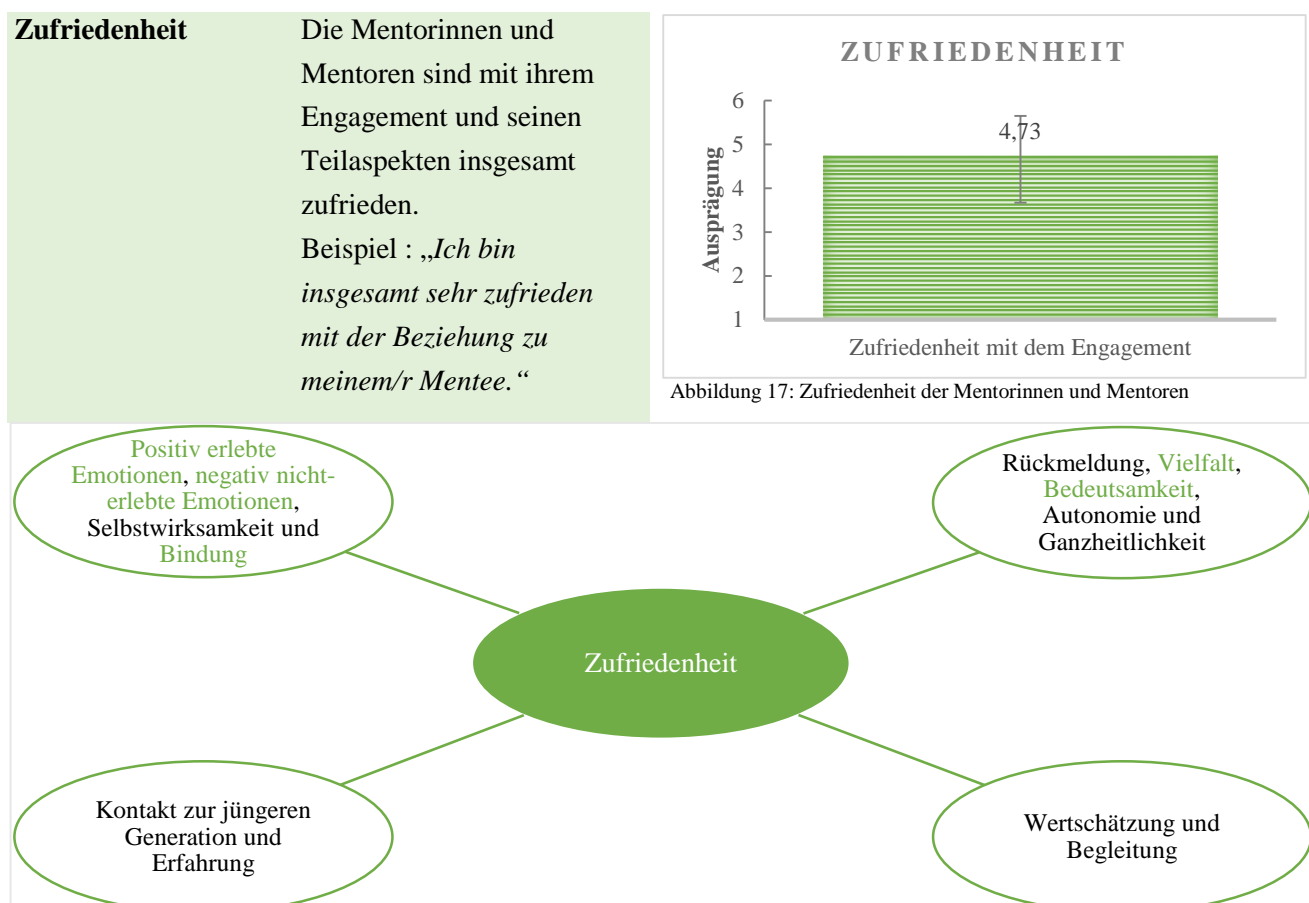 Zufriedenheit
Die Mentorinnen und
Mentoren sind mit ihrem
Engagement und seinen
Teilaspekten insgesamt
zufrieden.
Beispiel : „Ich bin
insgesamt sehr zufrieden
mit der Beziehung zu
meinem/r Mentee.“
ZUFRIEDENHEIT
6
5
4
3
2
1
Ausprägung
4,73
Zufriedenheit mit dem Engagement
Abbildung 17: Zufriedenheit der Mentorinnen und Mentoren
Positiv erlebte
Emotionen, negativ nicht-
erlebte Emotionen,
Selbstwirksamkeit und
Bindung
Rückmeldung, Vielfalt,
Bedeutsamkeit,
Autonomie und
Ganzheitlichkeit
Zufriedenheit
Kontakt zur jüngeren
Generation und
Erfahrung
Wertschätzung und
Begleitung